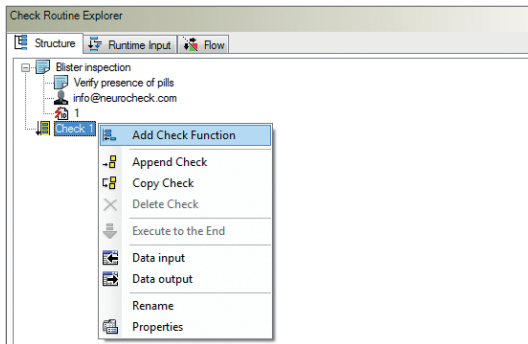 Check Routine Explorer
Structure Runtime Input Flow
Blister inspection
Verify presence of pills
info@neurocheck.com
1
Check 1
Add Check Function
Append Check
Copy Check
Delete Check
Execute to the End
Data input
Data output
Rename
Properties